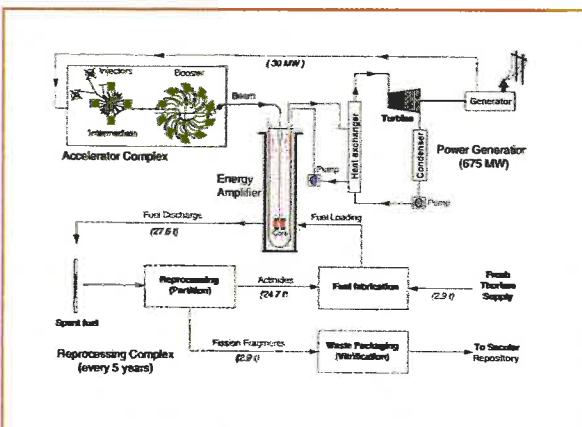 ( 30 MW )
Injectors
Booster
Beam
Intermediate
Accelerator Complex
Turbine
Generator
Heat exchanger
Condenser
Power Generation
(675 MW)
Pump
Pump
Energy
Amplifier
Core
Fuel Discharge
(27.6 t)
Fuel Loading
Spent fuel
Reprocessing
(Partition)
Actinides
(24.7 t)
Fuel fabrication
(2.9 t)
Fresh
Thorium
Supply
Reprocessing Complex
(every 5 years)
Fission Fragments
(2.9 t)
Waste Packaging
(Vitrification)
To Secular
Repository